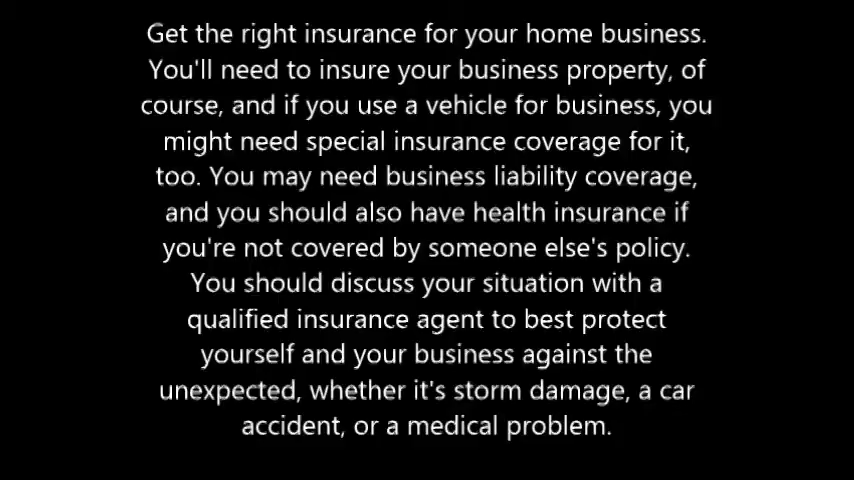 Get the right insurance for your home business.
You'll need to insure your business property, of
course, and if you use a vehicle for business, you
might need special insurance coverage for it,
too. You may need business liability coverage,
and you should also have health insurance if
you're not covered by someone else's policy.
You should discuss your situation with a
qualified insurance agent to best protect
yourself and your business against the
unexpected, whether it's storm damage, a car
accident, or a medical problem.